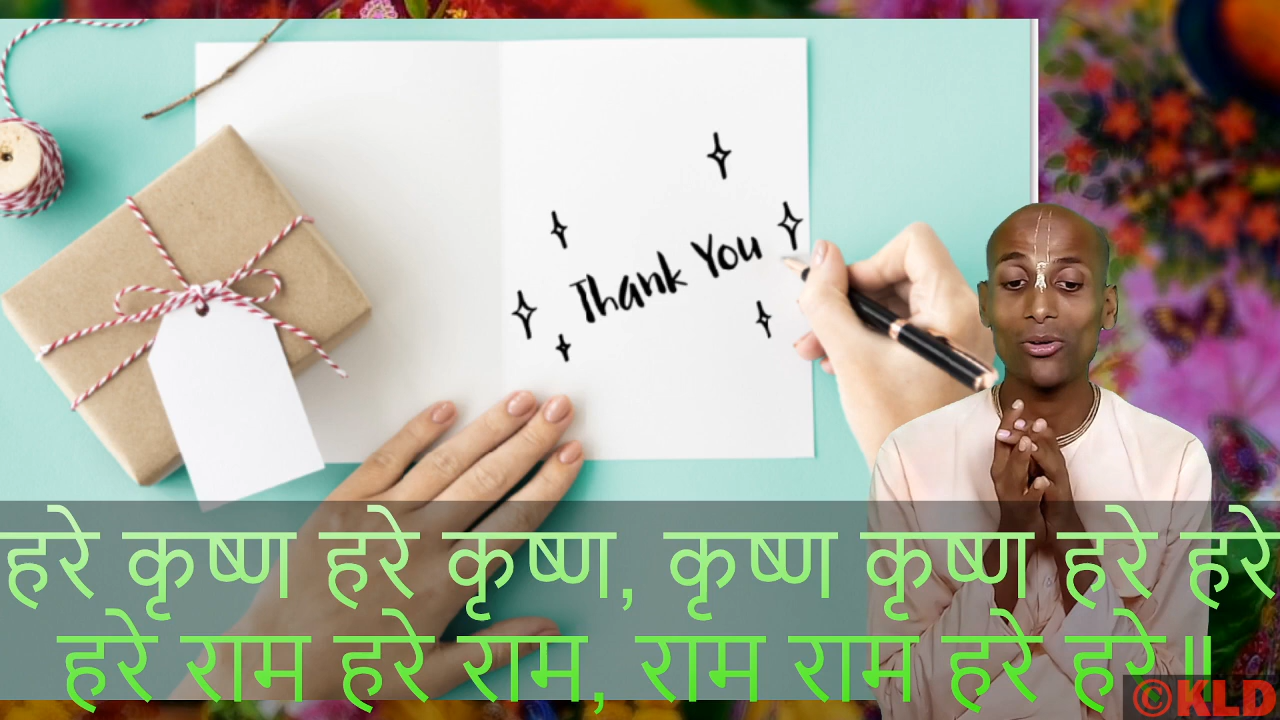 Thank You
हरे कृष्ण हरे कृष्ण, कृष्ण कृष्ण हरे हरे
हरे राम हरे राम, राम राम हरे हरे॥
©KLD